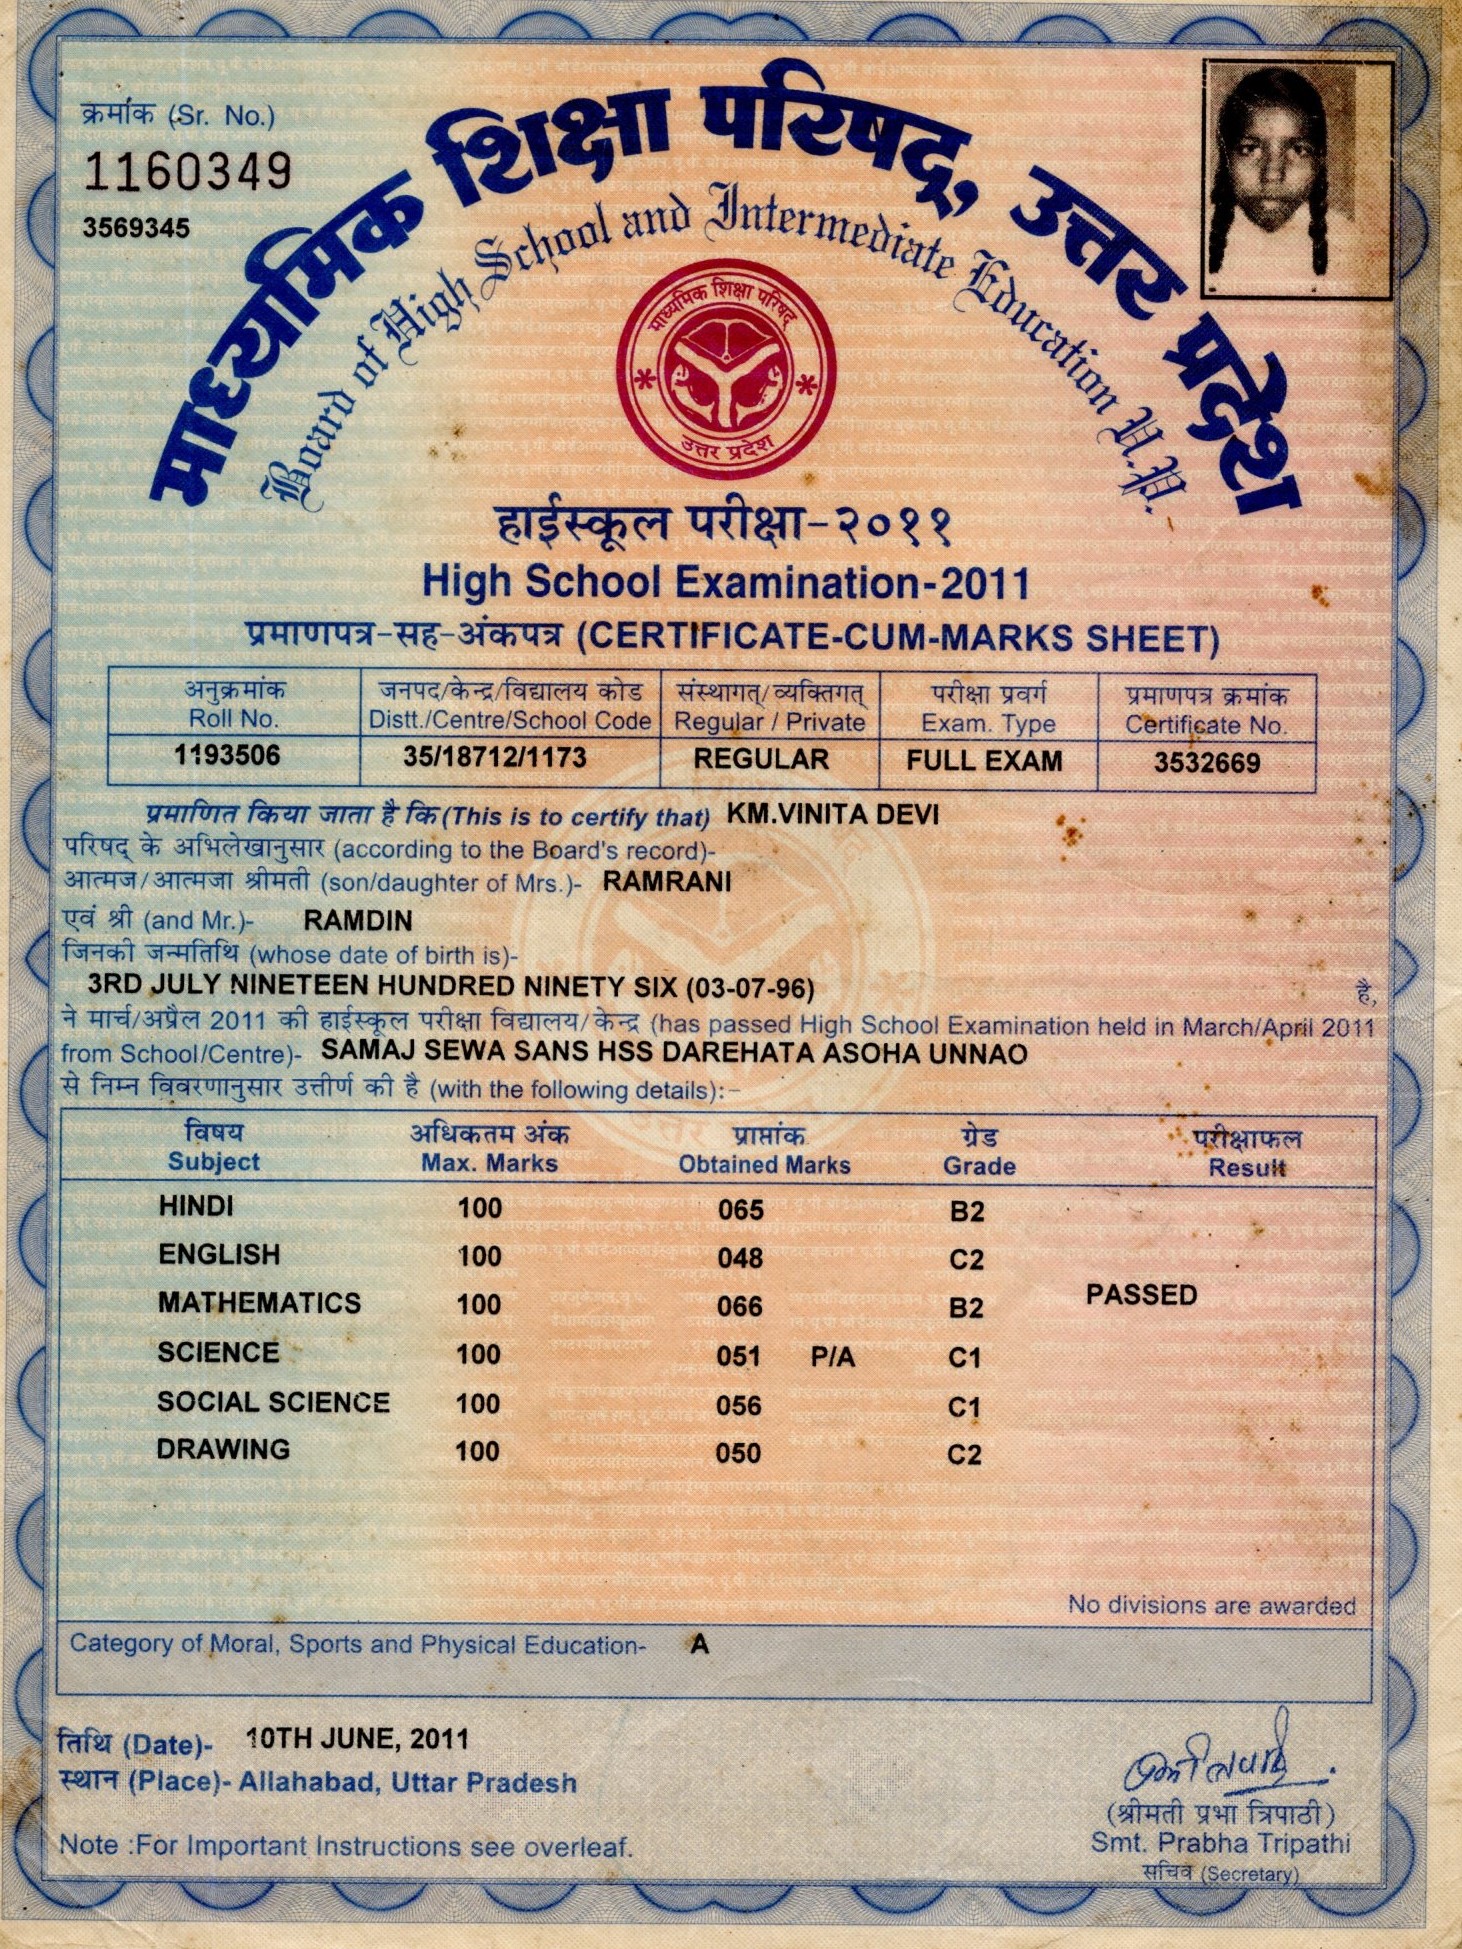 क्रमांक (Sr. No.)
1160349
3569345
माध्यमिक शिक्षा परिषद्, उत्तर प्रदेश
Board of High School and Intermediate Education U.P.
माध्यमिक शिक्षा परिषद्
उत्तर प्रदेश
हाईस्कूल परीक्षा-२०११
High School Examination-2011
प्रमाणपत्र-सह-अंकपत्र (CERTIFICATE-CUM-MARKS SHEET)
अनुक्रमांक जनपद/केन्द्र/विद्यालय कोड संस्थागत्/व्यक्तिगत् परीक्षा प्रवर्ग प्रमाणपत्र क्रमांक
Roll No. Distt./Centre/School Code Regular / Private Exam. Type Certificate No.
1193506 35/18712/1173 REGULAR FULL EXAM 3532669
प्रमाणित किया जाता है कि (This is to certify that) KM.VINITA DEVI
परिषद् के अभिलेखानुसार (according to the Board's record)-
आत्मज/आत्मजा श्रीमती (son/daughter of Mrs.)- RAMRANI
एवं श्री (and Mr.)- RAMDIN
जिनकी जन्मतिथि (whose date of birth is)-
3RD JULY NINETEEN HUNDRED NINETY SIX (03-07-96) है,
ने मार्च/अप्रैल 2011 की हाईस्कूल परीक्षा विद्यालय/केन्द्र (has passed High School Examination held in March/April 2011
from School/Centre)- SAMAJ SEWA SANS HSS DAREHATA ASOHA UNNAO
से निम्न विवरणानुसार उत्तीर्ण की है (with the following details):-
विषय अधिकतम अंक प्राप्तांक ग्रेड परीक्षाफल
Subject Max. Marks Obtained Marks Grade Result
HINDI 100 065 B2
ENGLISH 100 048 C2
MATHEMATICS 100 066 B2 PASSED
SCIENCE 100 051 P/A C1
SOCIAL SCIENCE 100 056 C1
DRAWING 100 050 C2
No divisions are awarded
Category of Moral, Sports and Physical Education- A
तिथि (Date)- 10TH JUNE, 2011
स्थान (Place)- Allahabad, Uttar Pradesh
(श्रीमती प्रभा त्रिपाठी)
Note :For Important Instructions see overleaf.
Smt. Prabha Tripathi
सचिव (Secretary)